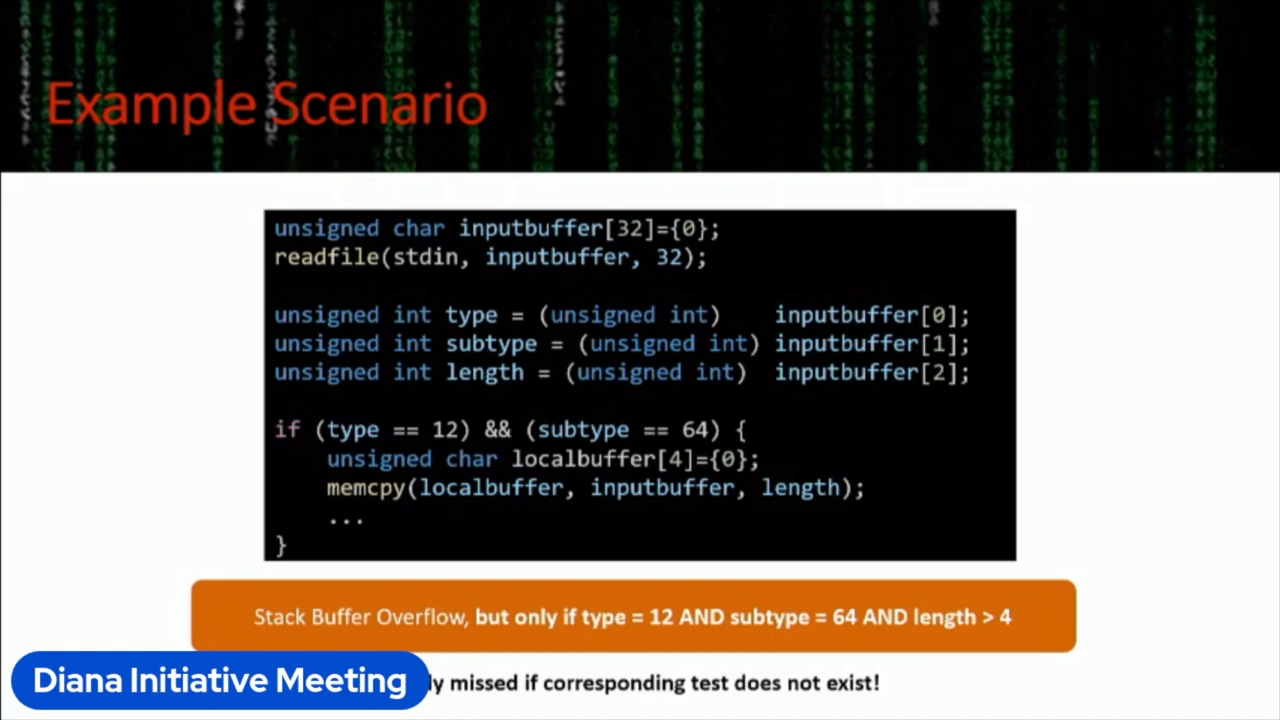 Example Scenario
unsigned char inputbuffer[32]={0};
readfile(stdin, inputbuffer, 32);
unsigned int type = (unsigned int) inputbuffer[0];
unsigned int subtype = (unsigned int) inputbuffer[1];
unsigned int length = (unsigned int) inputbuffer[2];
if (type == 12) && (subtype == 64) {
unsigned char localbuffer[4]={0};
memcpy(localbuffer, inputbuffer, length);
...
}
Stack Buffer Overflow, but only if type = 12 AND subtype = 64 AND length > 4
missed if corresponding test does not exist!
Diana Initiative Meeting